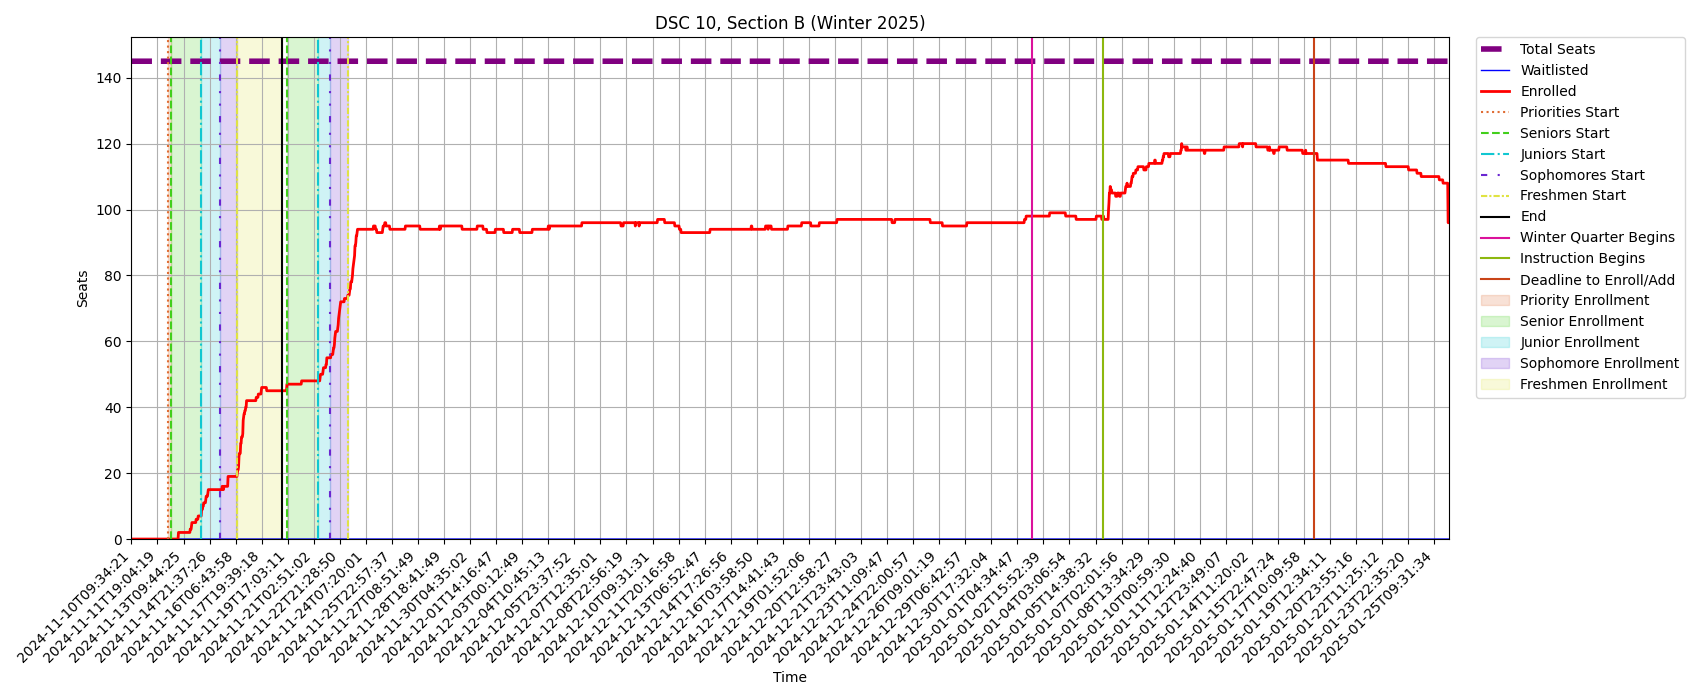 DSC 10, Section B (Winter 2025)
Seats
140
120
100
80
60
40
20
0
2024-11-10T09:34:21
2024-11-11T19:04:19
2024-11-13T09:44:25
2024-11-14T21:37:26
2024-11-16T06:43:58
2024-11-17T19:39:18
2024-11-19T17:03:11
2024-11-21T02:51:02
2024-11-22T21:28:50
2024-11-24T07:20:01
2024-11-25T22:57:37
2024-11-27T08:51:49
2024-11-28T18:41:49
2024-11-30T04:35:02
2024-12-01T14:16:47
2024-12-03T00:12:49
2024-12-04T10:45:13
2024-12-05T23:37:52
2024-12-07T12:35:01
2024-12-08T22:56:19
2024-12-10T09:31:31
2024-12-11T20:16:58
2024-12-13T06:52:47
2024-12-14T17:26:56
2024-12-16T03:58:50
2024-12-17T14:41:43
2024-12-19T01:52:06
2024-12-20T12:58:27
2024-12-21T23:43:03
2024-12-23T11:09:47
2024-12-24T22:00:57
2024-12-26T09:01:19
2024-12-29T06:42:57
2024-12-30T17:32:04
2025-01-01T04:34:47
2025-01-02T15:52:39
2025-01-04T03:06:54
2025-01-05T14:38:32
2025-01-07T02:01:56
2025-01-08T13:34:29
2025-01-10T00:59:30
2025-01-11T12:24:40
2025-01-12T23:49:07
2025-01-14T11:20:02
2025-01-15T22:47:24
2025-01-17T10:09:58
2025-01-19T12:34:11
2025-01-20T23:55:16
2025-01-22T11:25:12
2025-01-23T22:35:20
2025-01-25T09:31:34
Time
Total Seats
Waitlisted
Enrolled
Priorities Start
Seniors Start
Juniors Start
Sophomores Start
Freshmen Start
End
Winter Quarter Begins
Instruction Begins
Deadline to Enroll/Add
Priority Enrollment
Senior Enrollment
Junior Enrollment
Sophomore Enrollment
Freshmen Enrollment